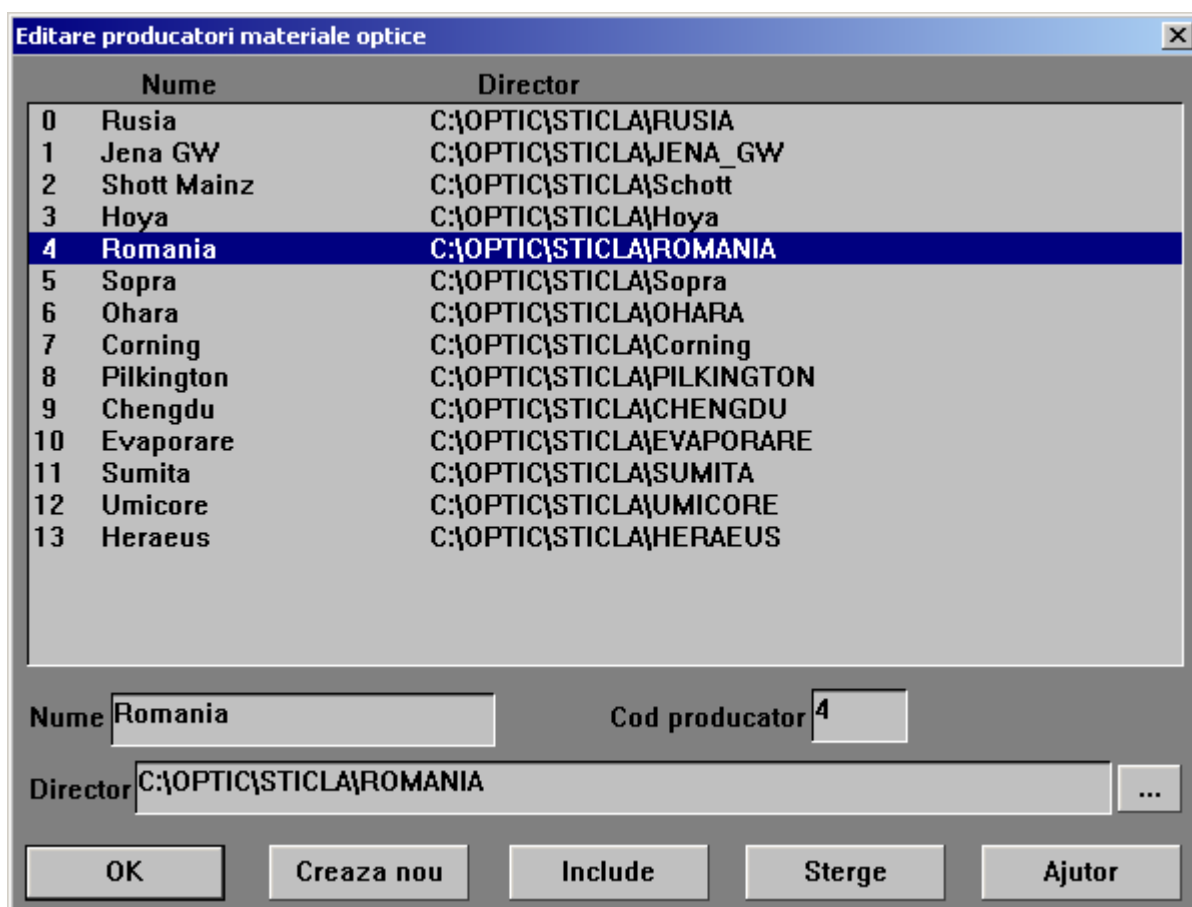 Editare producatori materiale optice
Nume Director
0 Rusia C:\OPTIC\STICLA\RUSIA
1 Jena GW C:\OPTIC\STICLA\JENA_GW
2 Shott Mainz C:\OPTIC\STICLA\Schott
3 Hoya C:\OPTIC\STICLA\Hoya
4 Romania C:\OPTIC\STICLA\ROMANIA
5 Sopra C:\OPTIC\STICLA\Sopra
6 Ohara C:\OPTIC\STICLA\OHARA
7 Corning C:\OPTIC\STICLA\Corning
8 Pilkington C:\OPTIC\STICLA\PILKINGTON
9 Chengdu C:\OPTIC\STICLA\CHENGDU
10 Evaporare C:\OPTIC\STICLA\EVAPORARE
11 Sumita C:\OPTIC\STICLA\SUMITA
12 Umicore C:\OPTIC\STICLA\UMICORE
13 Heraeus C:\OPTIC\STICLA\HERAEUS
Nume Romania Cod producator 4
Director C:\OPTIC\STICLA\ROMANIA ...
OK Creaza nou Include Sterge Ajutor